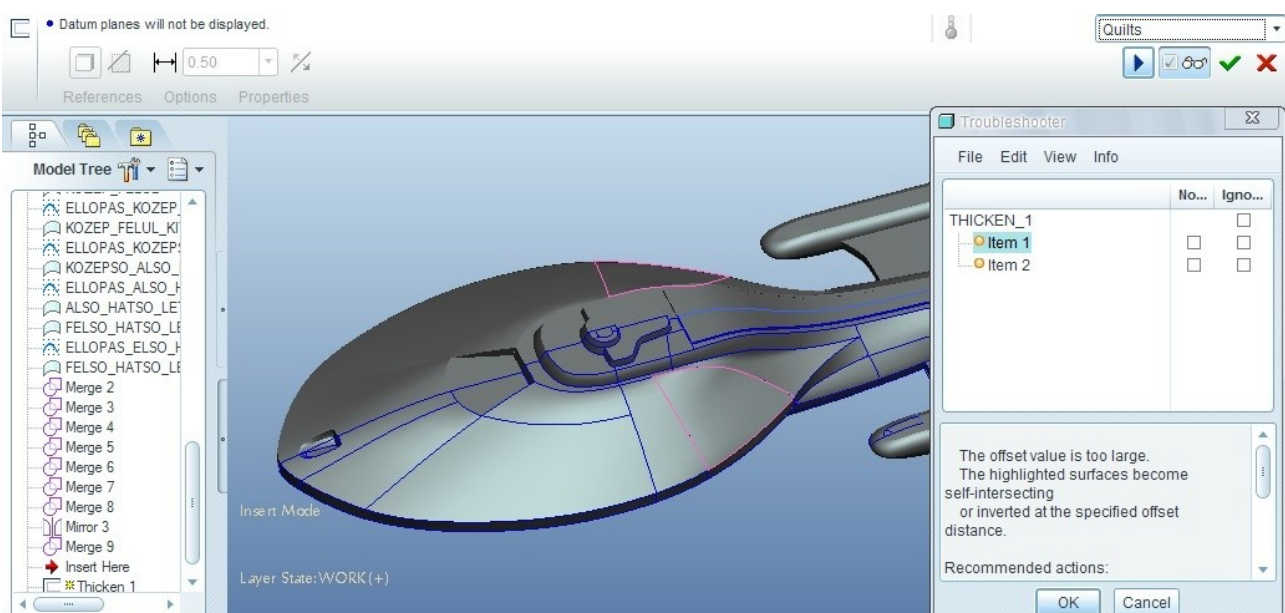 Datum planes will not be displayed.
Quilts
0.50
References Options Properties
Troubleshooter
File Edit View Info
No... Igno...
THICKEN_1
Item 1
Item 2
Model Tree
ELLOPAS_KOZEP_
KOZEP_FELUL_KI
ELLOPAS_KOZEPS
KOZEPSO_ALSO_
ELLOPAS_ALSO_H
ALSO_HATSO_LE
FELSO_HATSO_LE
ELLOPAS_ELSO_H
FELSO_HATSO_LE
Merge 2
Merge 3
Merge 4
Merge 5
Merge 6
Merge 7
Merge 8
Mirror 3
Merge 9
Insert Here
Thicken 1
Insert Mode
Layer State:WORK(+)
The offset value is too large.
The highlighted surfaces become
self-intersecting
or inverted at the specified offset
distance.
Recommended actions:
OK Cancel